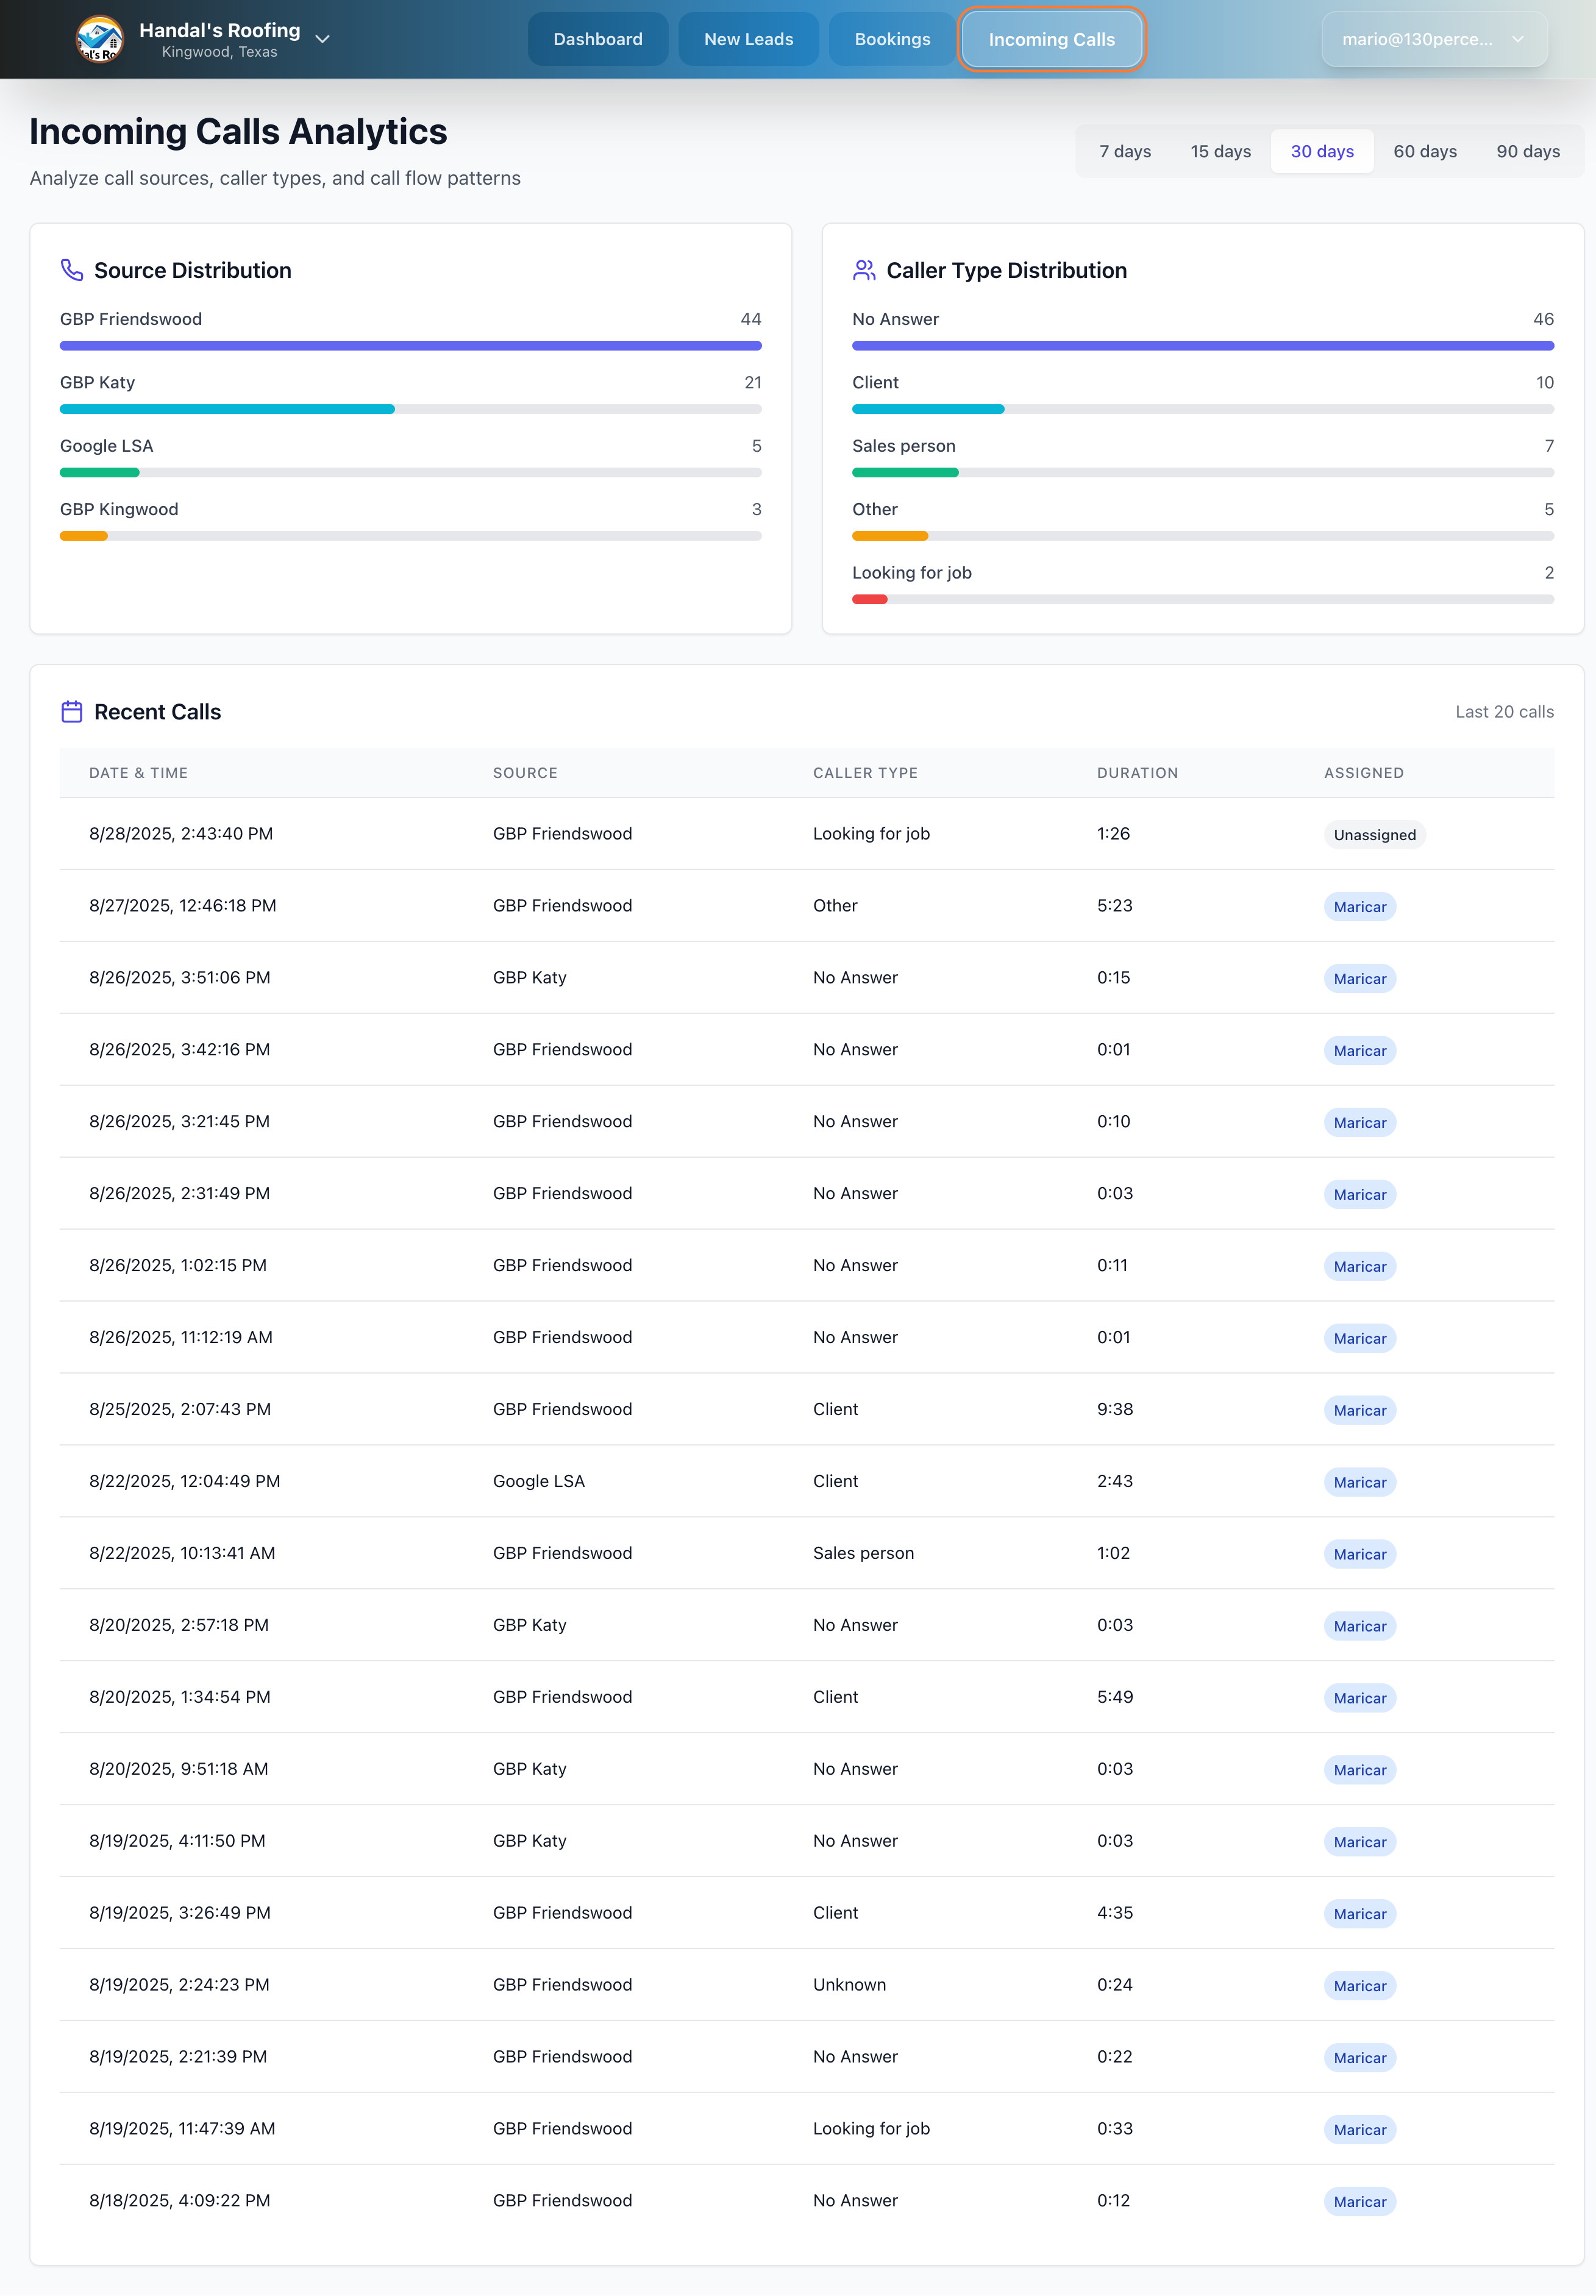 Handal's Roofing
Kingwood, Texas
Dashboard
New Leads
Bookings
Incoming Calls
mario@130perce...
Incoming Calls Analytics
Analyze call sources, caller types, and call flow patterns
7 days 15 days 30 days 60 days 90 days
Source Distribution
GBP Friendswood 44
GBP Katy 21
Google LSA 5
GBP Kingwood 3
Caller Type Distribution
No Answer 46
Client 10
Sales person 7
Other 5
Looking for job 2
Recent Calls
Last 20 calls
DATE & TIME SOURCE CALLER TYPE DURATION ASSIGNED
8/28/2025, 2:43:40 PM GBP Friendswood Looking for job 1:26 Unassigned
8/27/2025, 12:46:18 PM GBP Friendswood Other 5:23 Maricar
8/26/2025, 3:51:06 PM GBP Katy No Answer 0:15 Maricar
8/26/2025, 3:42:16 PM GBP Friendswood No Answer 0:01 Maricar
8/26/2025, 3:21:45 PM GBP Friendswood No Answer 0:10 Maricar
8/26/2025, 2:31:49 PM GBP Friendswood No Answer 0:03 Maricar
8/26/2025, 1:02:15 PM GBP Friendswood No Answer 0:11 Maricar
8/26/2025, 11:12:19 AM GBP Friendswood No Answer 0:01 Maricar
8/25/2025, 2:07:43 PM GBP Friendswood Client 9:38 Maricar
8/22/2025, 12:04:49 PM Google LSA Client 2:43 Maricar
8/22/2025, 10:13:41 AM GBP Friendswood Sales person 1:02 Maricar
8/20/2025, 2:57:18 PM GBP Katy No Answer 0:03 Maricar
8/20/2025, 1:34:54 PM GBP Friendswood Client 5:49 Maricar
8/20/2025, 9:51:18 AM GBP Katy No Answer 0:03 Maricar
8/19/2025, 4:11:50 PM GBP Katy No Answer 0:03 Maricar
8/19/2025, 3:26:49 PM GBP Friendswood Client 4:35 Maricar
8/19/2025, 2:24:23 PM GBP Friendswood Unknown 0:24 Maricar
8/19/2025, 2:21:39 PM GBP Friendswood No Answer 0:22 Maricar
8/19/2025, 11:47:39 AM GBP Friendswood Looking for job 0:33 Maricar
8/18/2025, 4:09:22 PM GBP Friendswood No Answer 0:12 Maricar